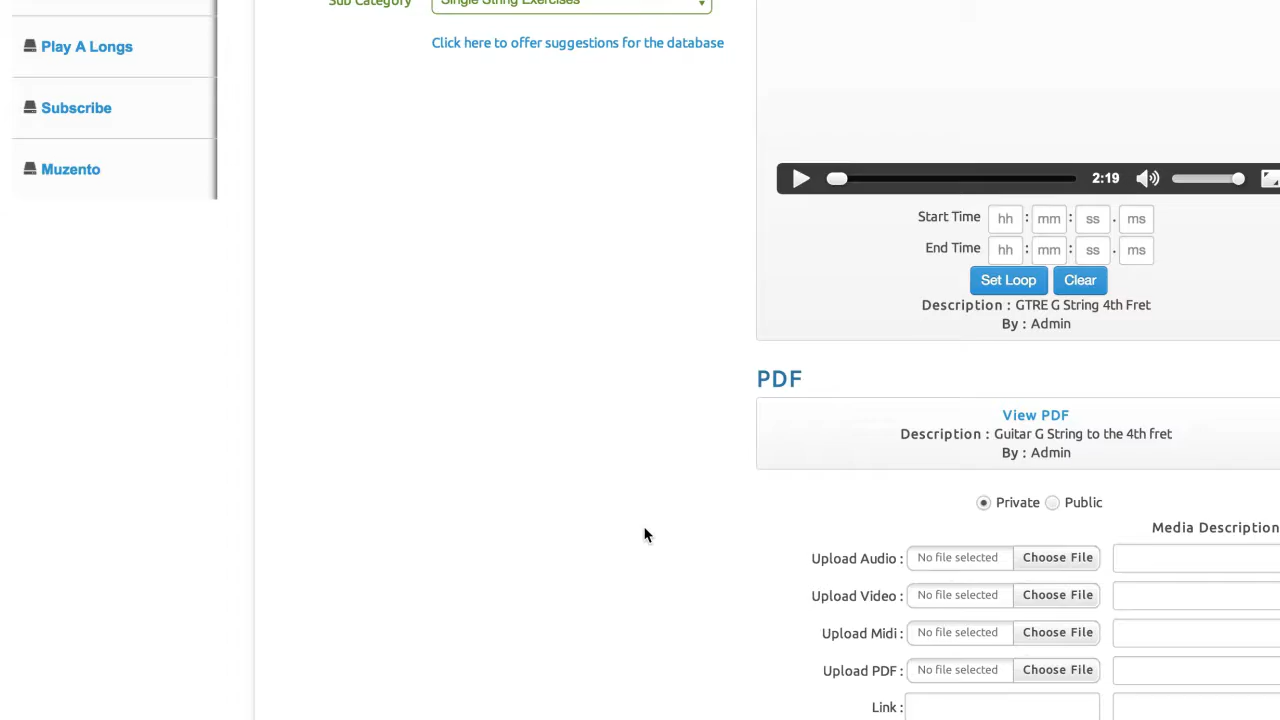 Sub Category Single String Exercises
Click here to offer suggestions for the database
Play A Longs
Subscribe
Muzento
2:19
Start Time hh : mm : ss . ms
End Time hh : mm : ss . ms
Set Loop Clear
Description : GTRE G String 4th Fret
By : Admin
PDF
View PDF
Description : Guitar G String to the 4th fret
By : Admin
Private Public
Media Description
Upload Audio : No file selected Choose File
Upload Video : No file selected Choose File
Upload Midi : No file selected Choose File
Upload PDF : No file selected Choose File
Link :